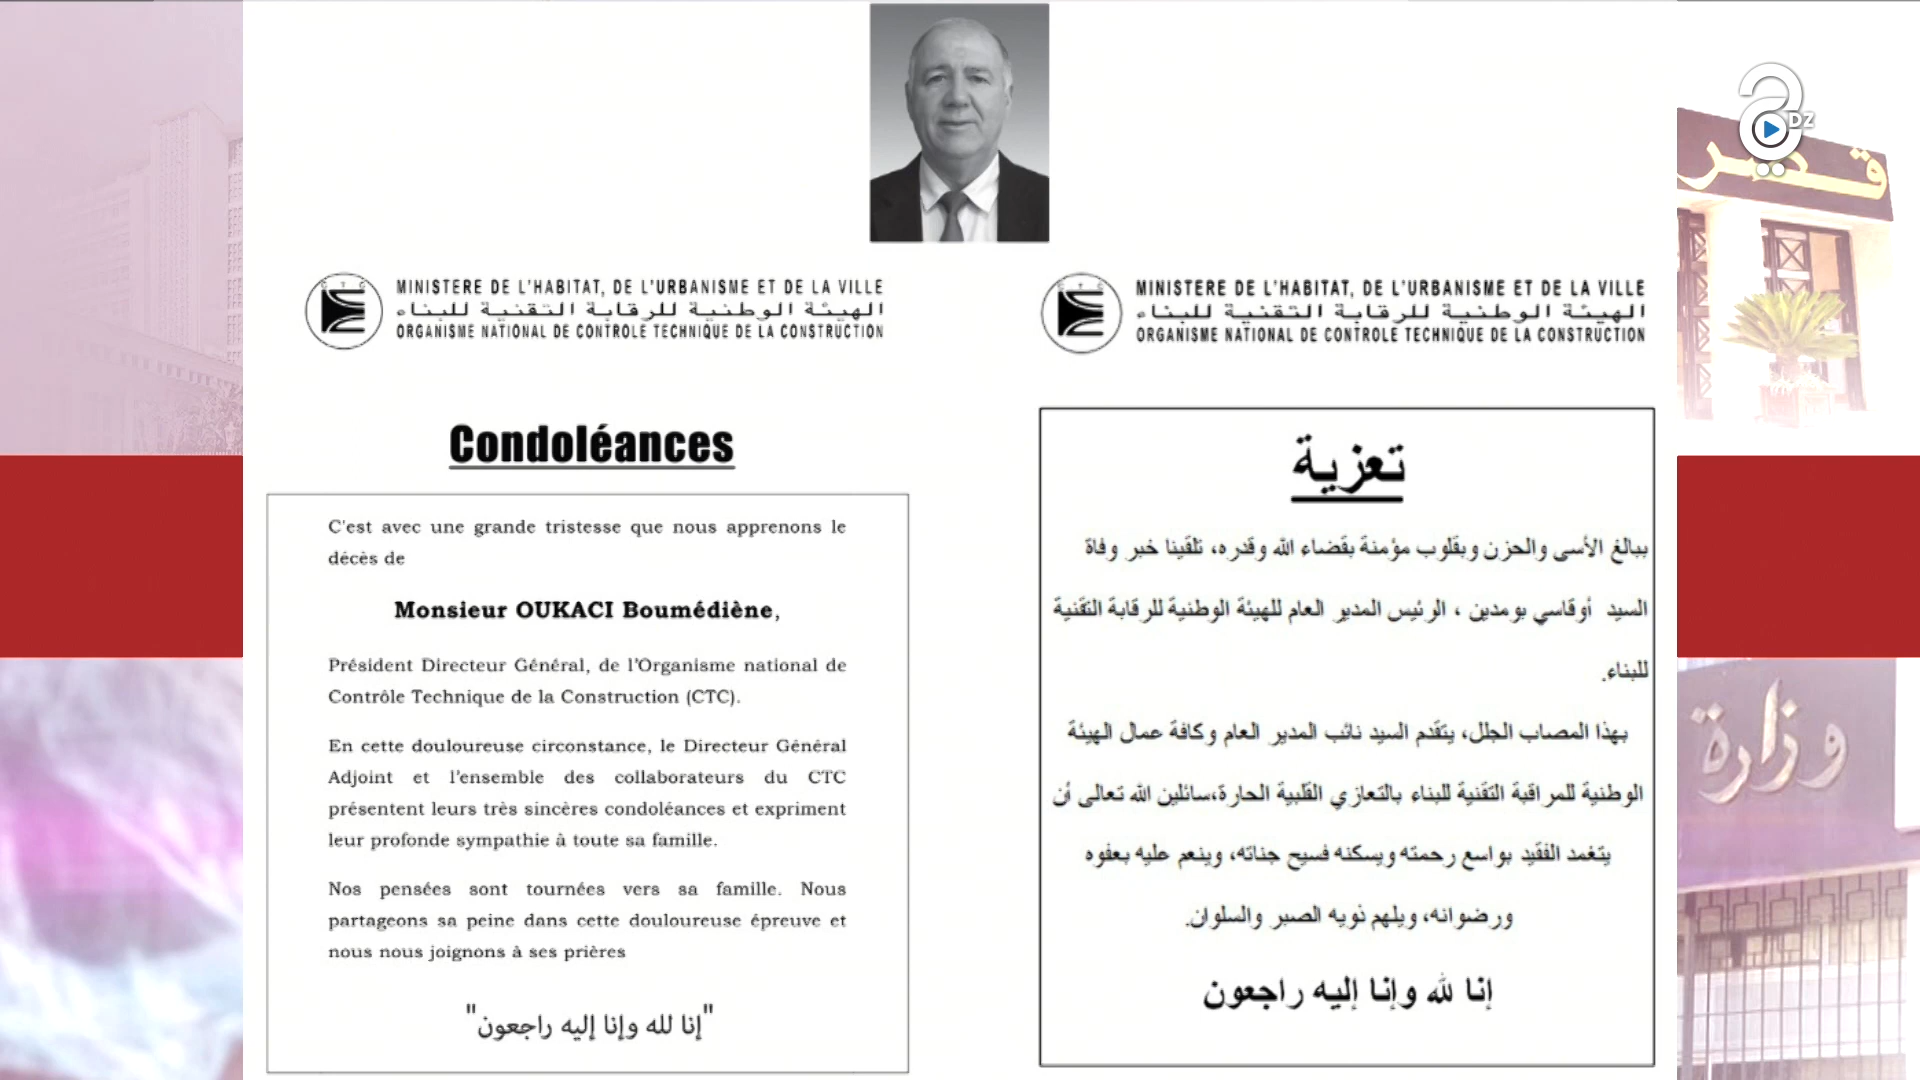 DZ
قصر
MINISTERE DE L'HABITAT, DE L'URBANISME ET DE LA VILLE
الهيئة الوطنية للرقابة التقنية للبناء
ORGANISME NATIONAL DE CONTROLE TECHNIQUE DE LA CONSTRUCTION
Condoléances
C'est avec une grande tristesse que nous apprenons le
décès de
Monsieur OUKACI Boumédiène,
Président Directeur Général, de l'Organisme national de
Contrôle Technique de la Construction (CTC).
En cette douloureuse circonstance, le Directeur Général
Adjoint et l'ensemble des collaborateurs du CTC
présentent leurs très sincères condoléances et expriment
leur profonde sympathie à toute sa famille.
Nos pensées sont tournées vers sa famille. Nous
partageons sa peine dans cette douloureuse épreuve et
nous nous joignons à ses prières
"إنا لله وإنا إليه راجعون"
MINISTERE DE L'HABITAT, DE L'URBANISME ET DE LA VILLE
الهيئة الوطنية للرقابة التقنية للبناء
ORGANISME NATIONAL DE CONTROLE TECHNIQUE DE LA CONSTRUCTION
تعزية
ببالغ الأسى والحزن وبقلوب مؤمنة بقضاء الله وقدره، تلقينا خبر وفاة
السيد أوقاسي بومدين ، الرئيس المدير العام للهيئة الوطنية للرقابة التقنية
للبناء.
بهذا المصاب الجلل، يتقدم السيد نائب المدير العام وكافة عمال الهيئة
الوطنية للمراقبة التقنية للبناء بالتعازي القلبية الحارة،سائلين الله تعالى أن
يتغمد الفقيد بواسع رحمته ويسكنه فسيح جناته، وينعم عليه بعفوه
ورضوانه، ويلهم ذويه الصبر والسلوان.
إنا لله وإنا إليه راجعون
وزارة